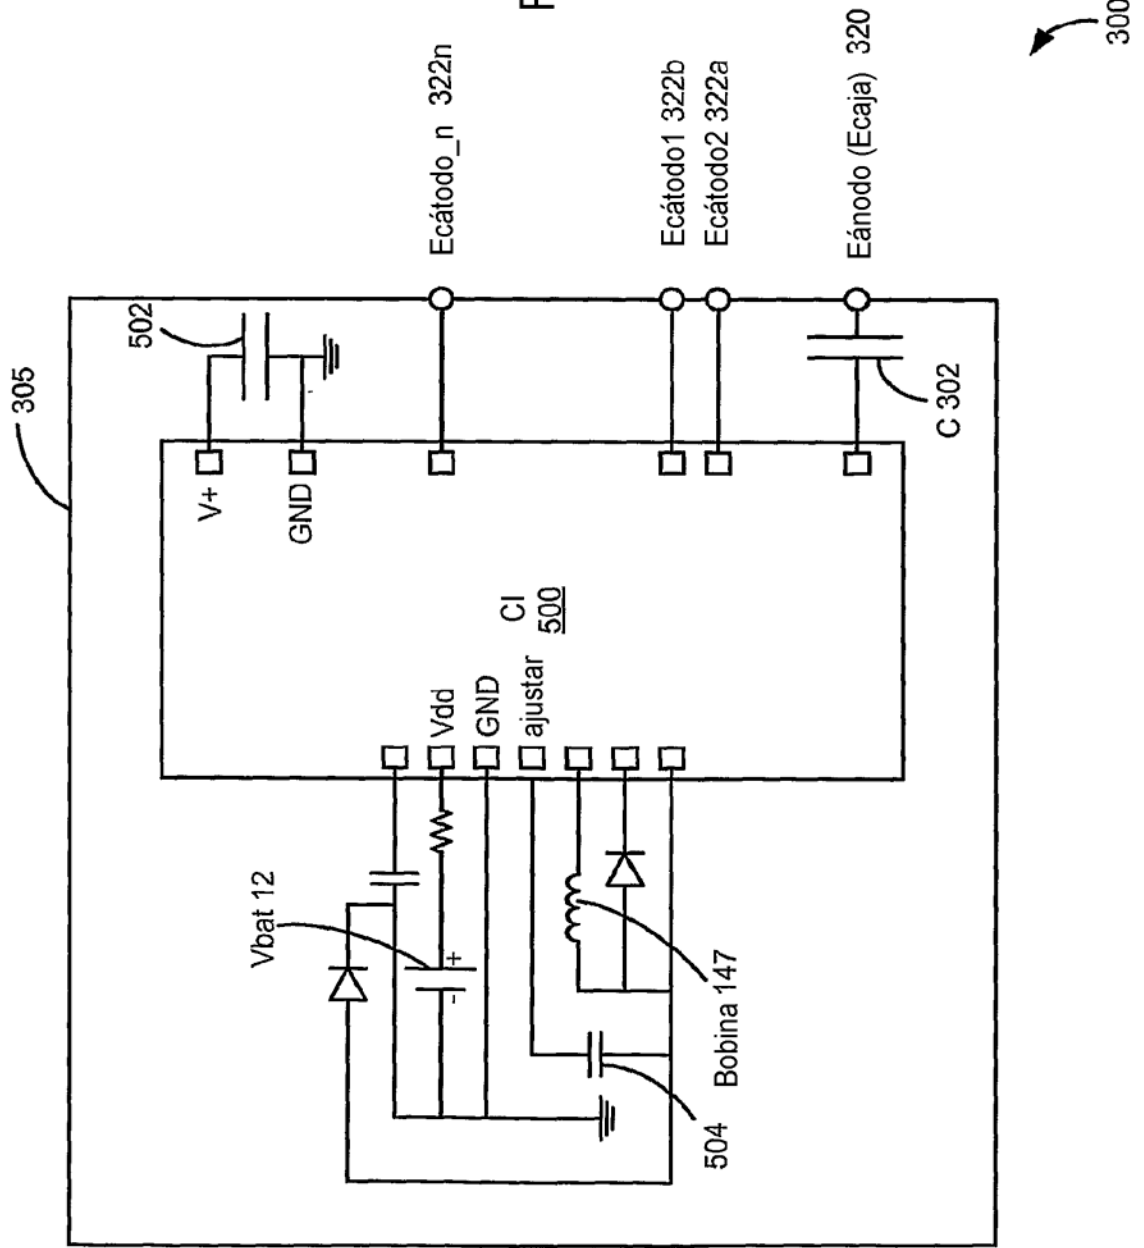 305
V+
502
GND
Ecátodo_n 322n
Vbat 12
Vdd
GND
CI
500
ajustar
Ecátodo1 322b
Ecátodo2 322a
504
Bobina 147
Eánodo (Ecaja) 320
C 302
300